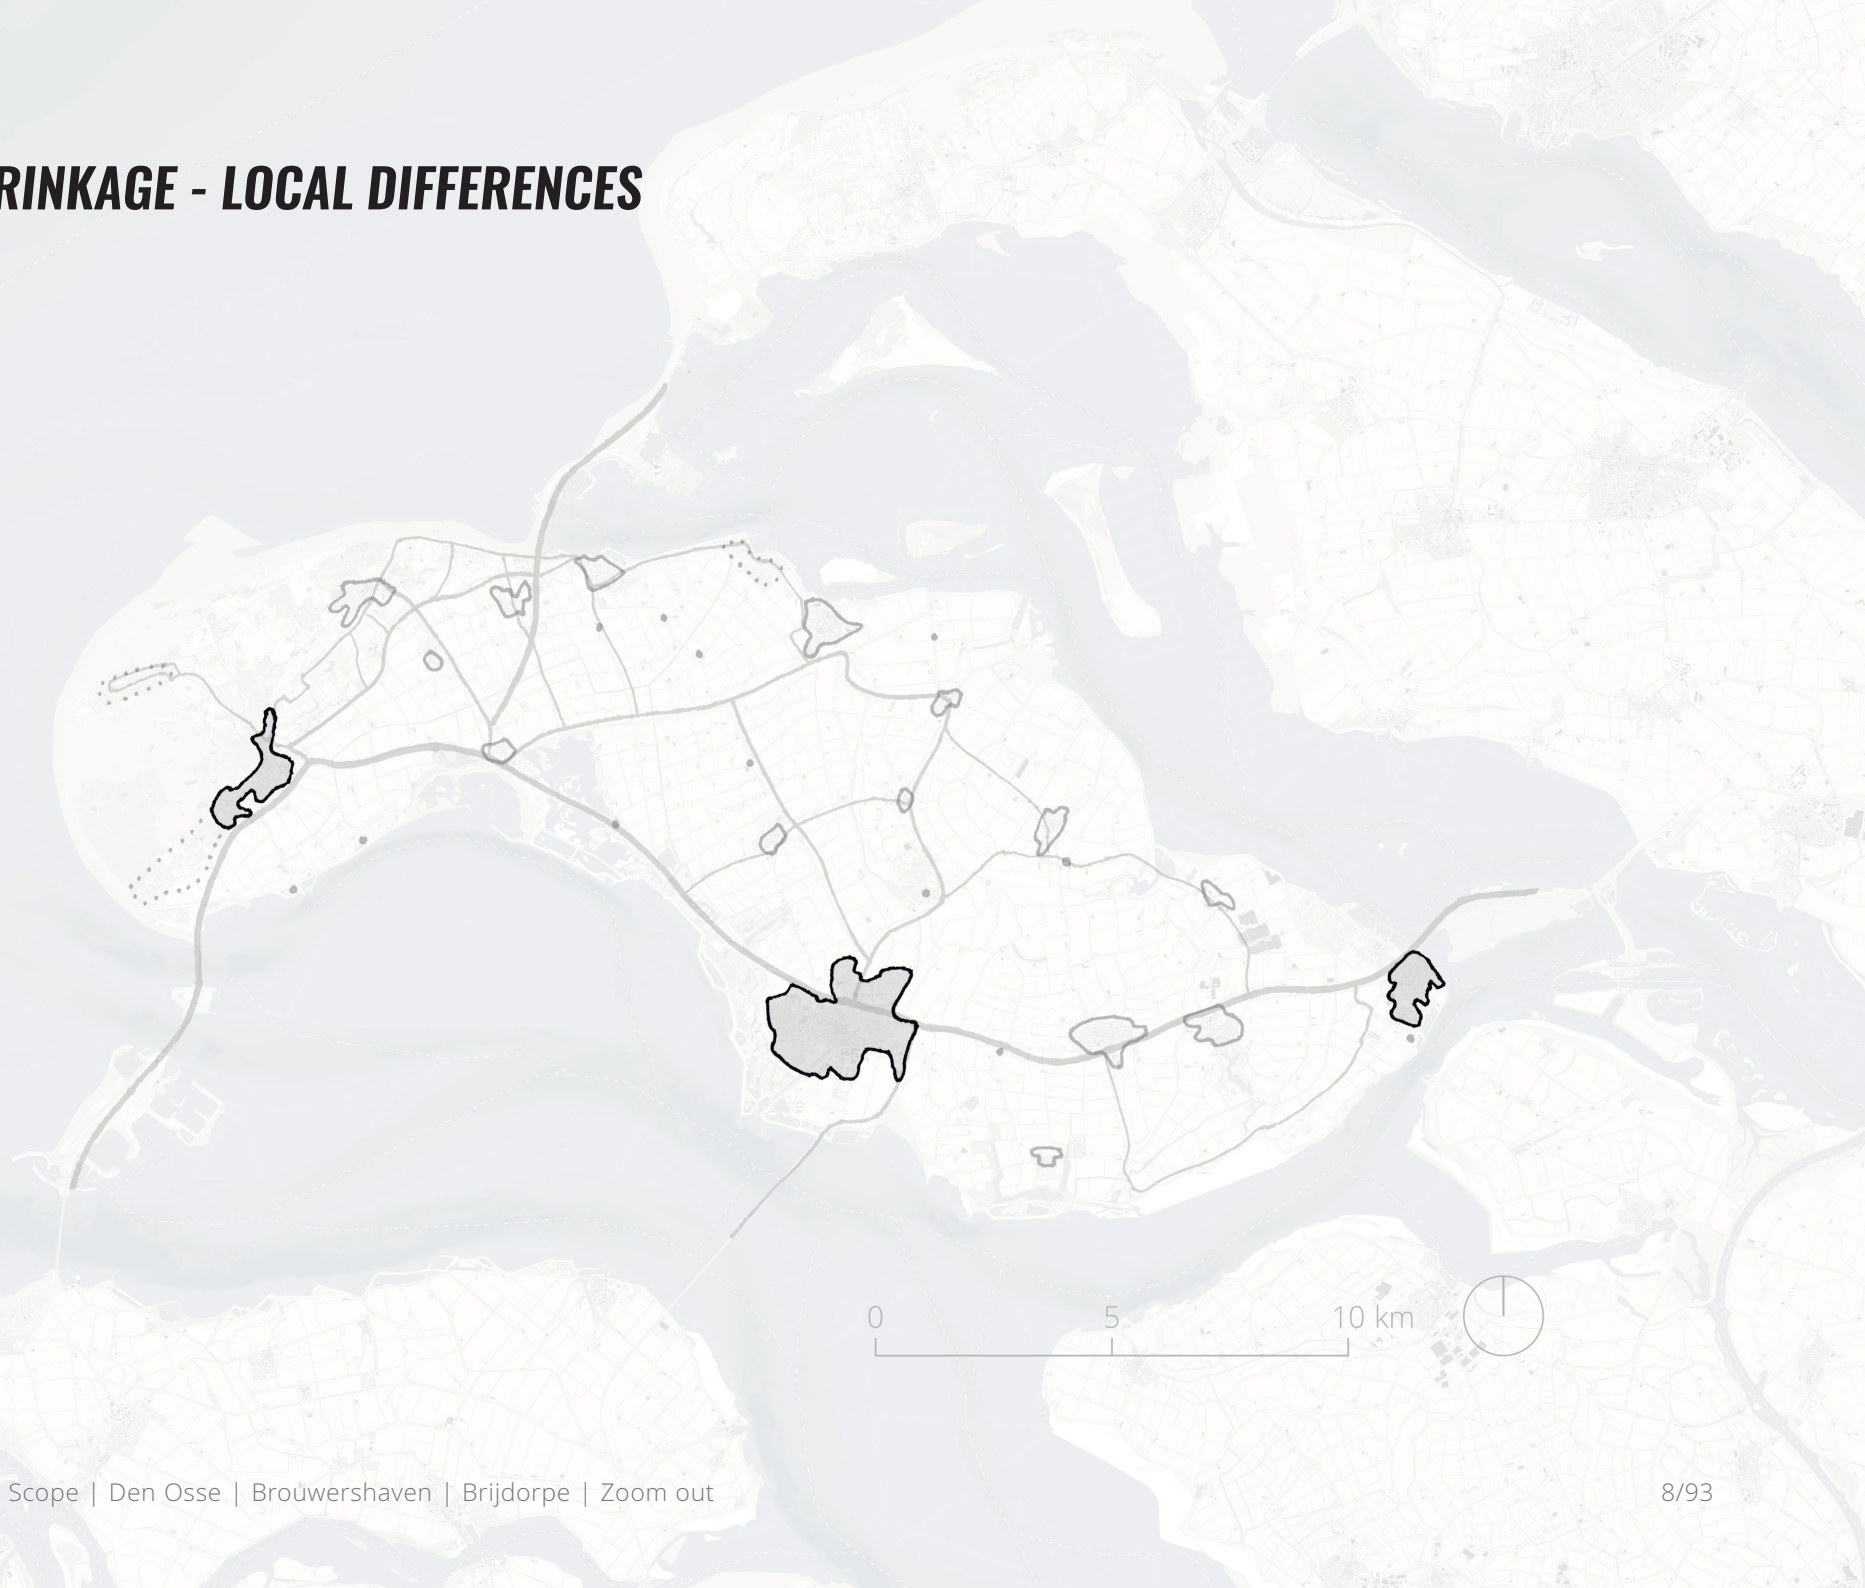 RINKAGE - LOCAL DIFFERENCES
0 5 10 km
Scope | Den Osse | Brouwershaven | Brijdorpe | Zoom out
8/93